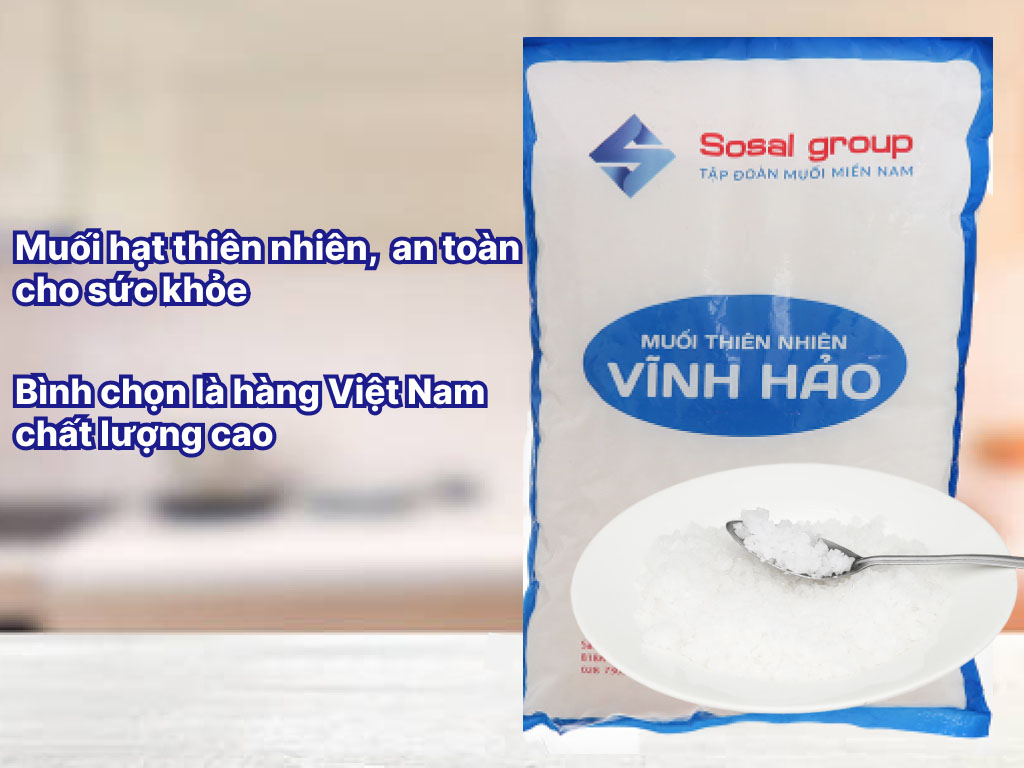 Muối hạt thiên nhiên, an toàn
cho sức khỏe
Bình chọn là hàng Việt Nam
chất lượng cao
Sosal group
TẬP ĐOÀN MUỐI MIỀN NAM
MUỐI THIÊN NHIÊN
VĨNH HẢO
028